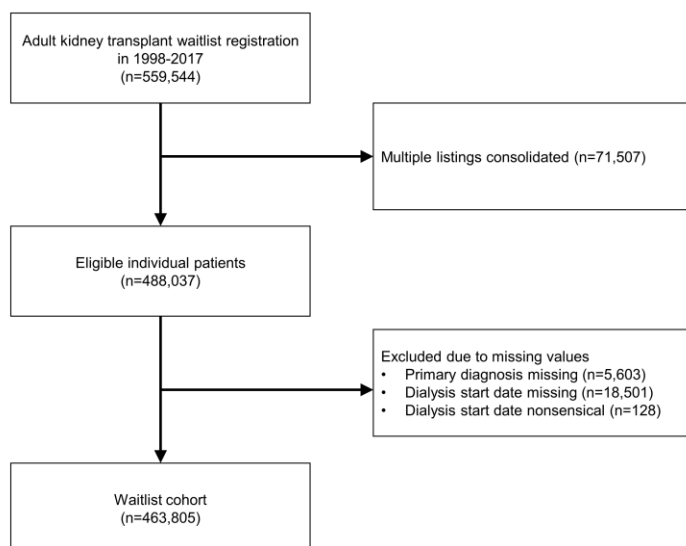 Adult kidney transplant waitlist registration
in 1998-2017
(n=559,544)
Multiple listings consolidated (n=71,507)
Eligible individual patients
(n=488,037)
Excluded due to missing values
• Primary diagnosis missing (n=5,603)
• Dialysis start date missing (n=18,501)
• Dialysis start date nonsensical (n=128)
Waitlist cohort
(n=463,805)